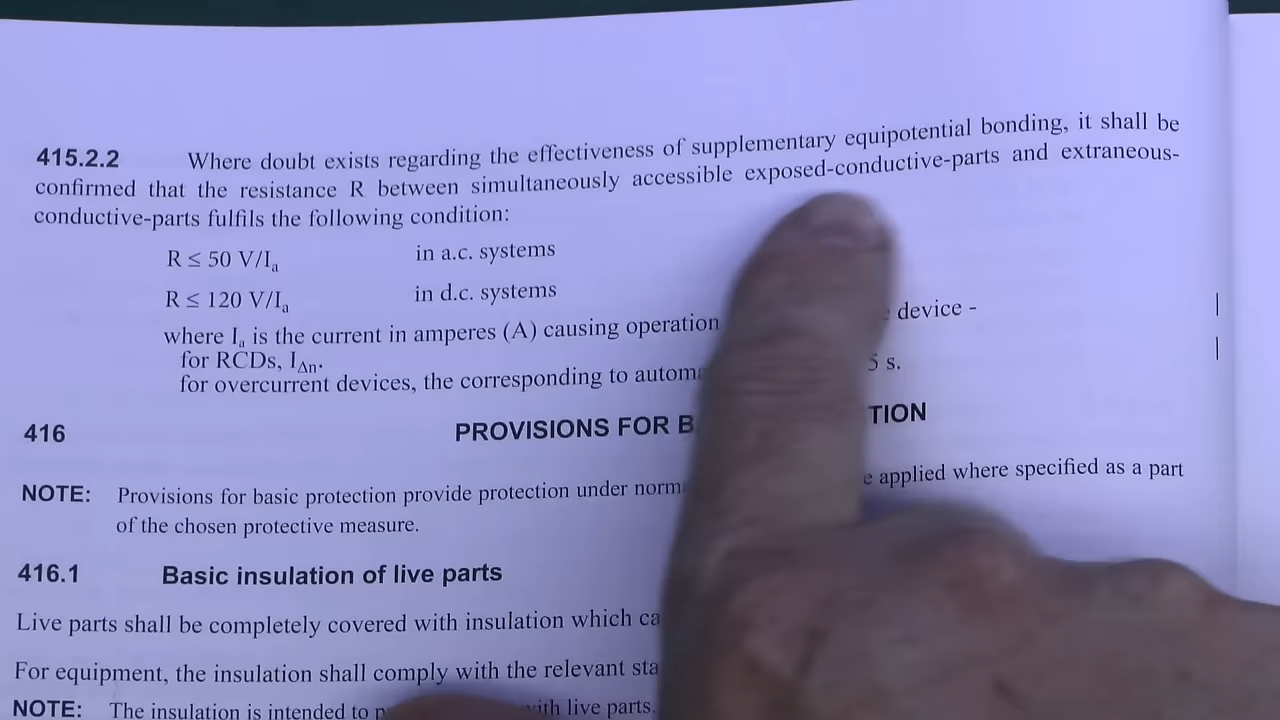 415.2.2 Where doubt exists regarding the effectiveness of supplementary equipotential bonding, it shall be
confirmed that the resistance R between simultaneously accessible exposed-conductive-parts and extraneous-
conductive-parts fulfils the following condition:
R ≤ 50 V/Iₐ in a.c. systems
R ≤ 120 V/Iₐ in d.c. systems
where Iₐ is the current in amperes (A) causing operation device -
for RCDs, IΔn.
for overcurrent devices, the corresponding to 5 s.
416 PROVISIONS FOR
NOTE: Provisions for basic protection provide protection under applied where specified as a part
of the chosen protective measure.
416.1 Basic insulation of live parts
Live parts shall be completely covered with insulation which
For equipment, the insulation shall comply with the relevant
NOTE: The insulation is intended to with live parts.